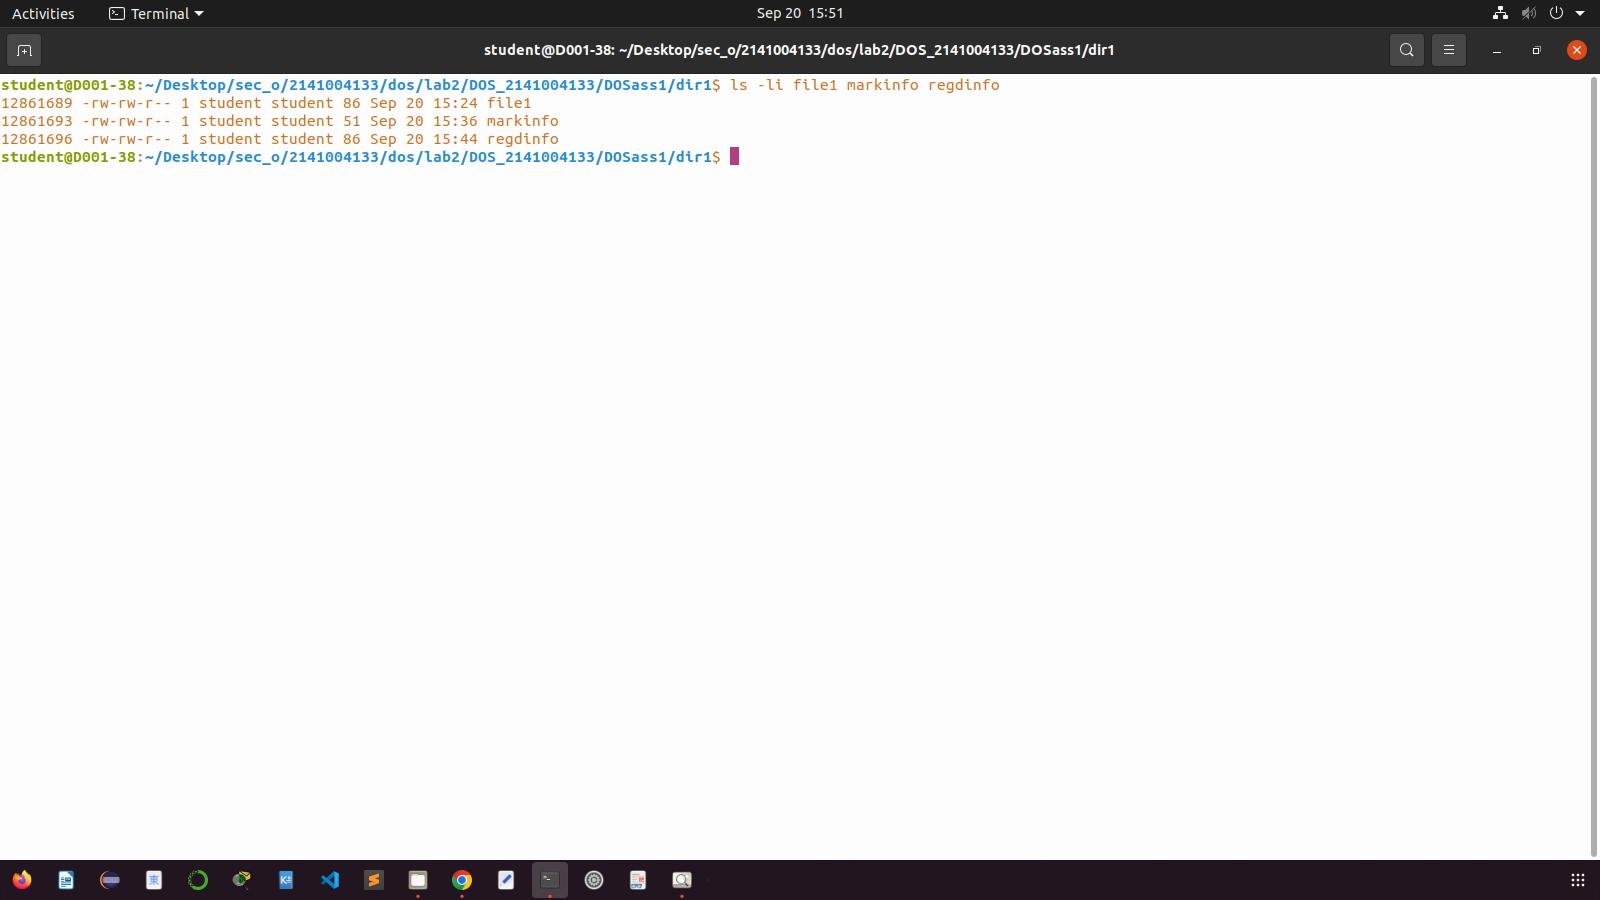 Activities Terminal Sep 20 15:51
student@D001-38: ~/Desktop/sec_o/2141004133/dos/lab2/DOS_2141004133/DOSass1/dir1
student@D001-38:~/Desktop/sec_o/2141004133/dos/lab2/DOS_2141004133/DOSass1/dir1$ ls -li file1 markinfo regdinfo
12861689 -rw-rw-r-- 1 student student 86 Sep 20 15:24 file1
12861693 -rw-rw-r-- 1 student student 51 Sep 20 15:36 markinfo
12861696 -rw-rw-r-- 1 student student 86 Sep 20 15:44 regdinfo
student@D001-38:~/Desktop/sec_o/2141004133/dos/lab2/DOS_2141004133/DOSass1/dir1$